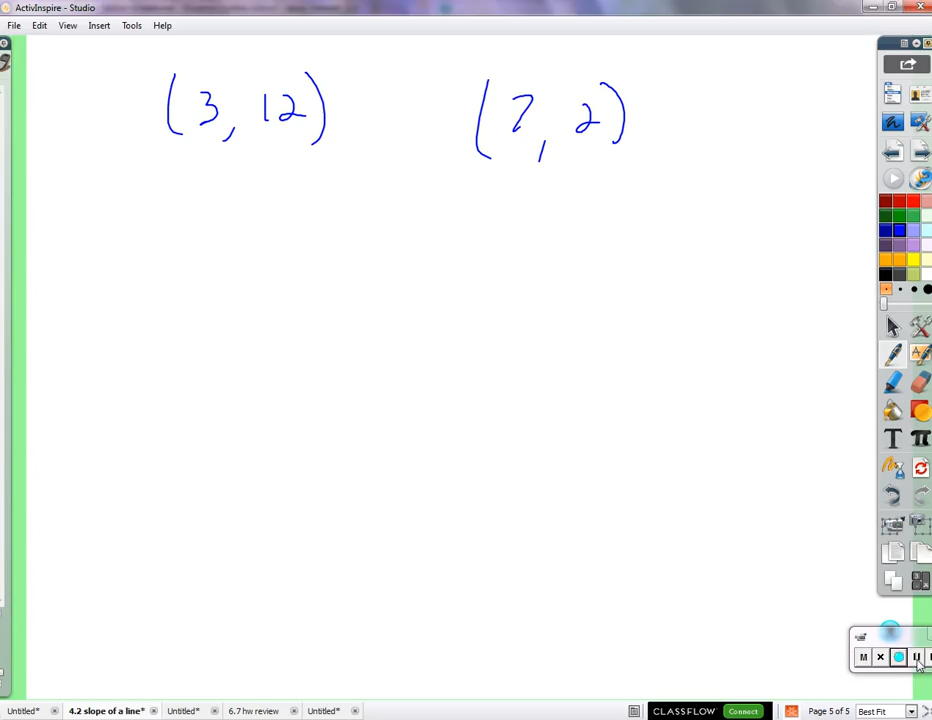 ActivInspire - Studio
File Edit View Insert Tools Help
(3, 12) (7, 2)
M
Untitled* 4.2 slope of a line* Untitled* 6.7 hw review Untitled* CLASSFLOW Connect Page 5 of 5 Best Fit